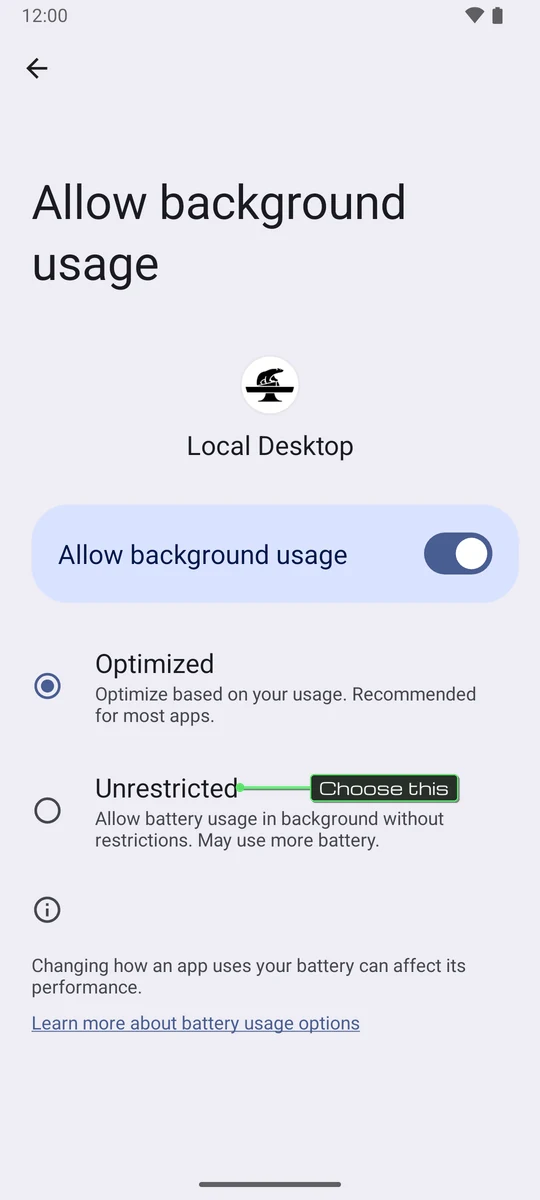 12:00
Allow background
usage
Local Desktop
Allow background usage
Optimized
Optimize based on your usage. Recommended
for most apps.
Unrestricted
Choose this
Allow battery usage in background without
restrictions. May use more battery.
Changing how an app uses your battery can affect its
performance.
Learn more about battery usage options